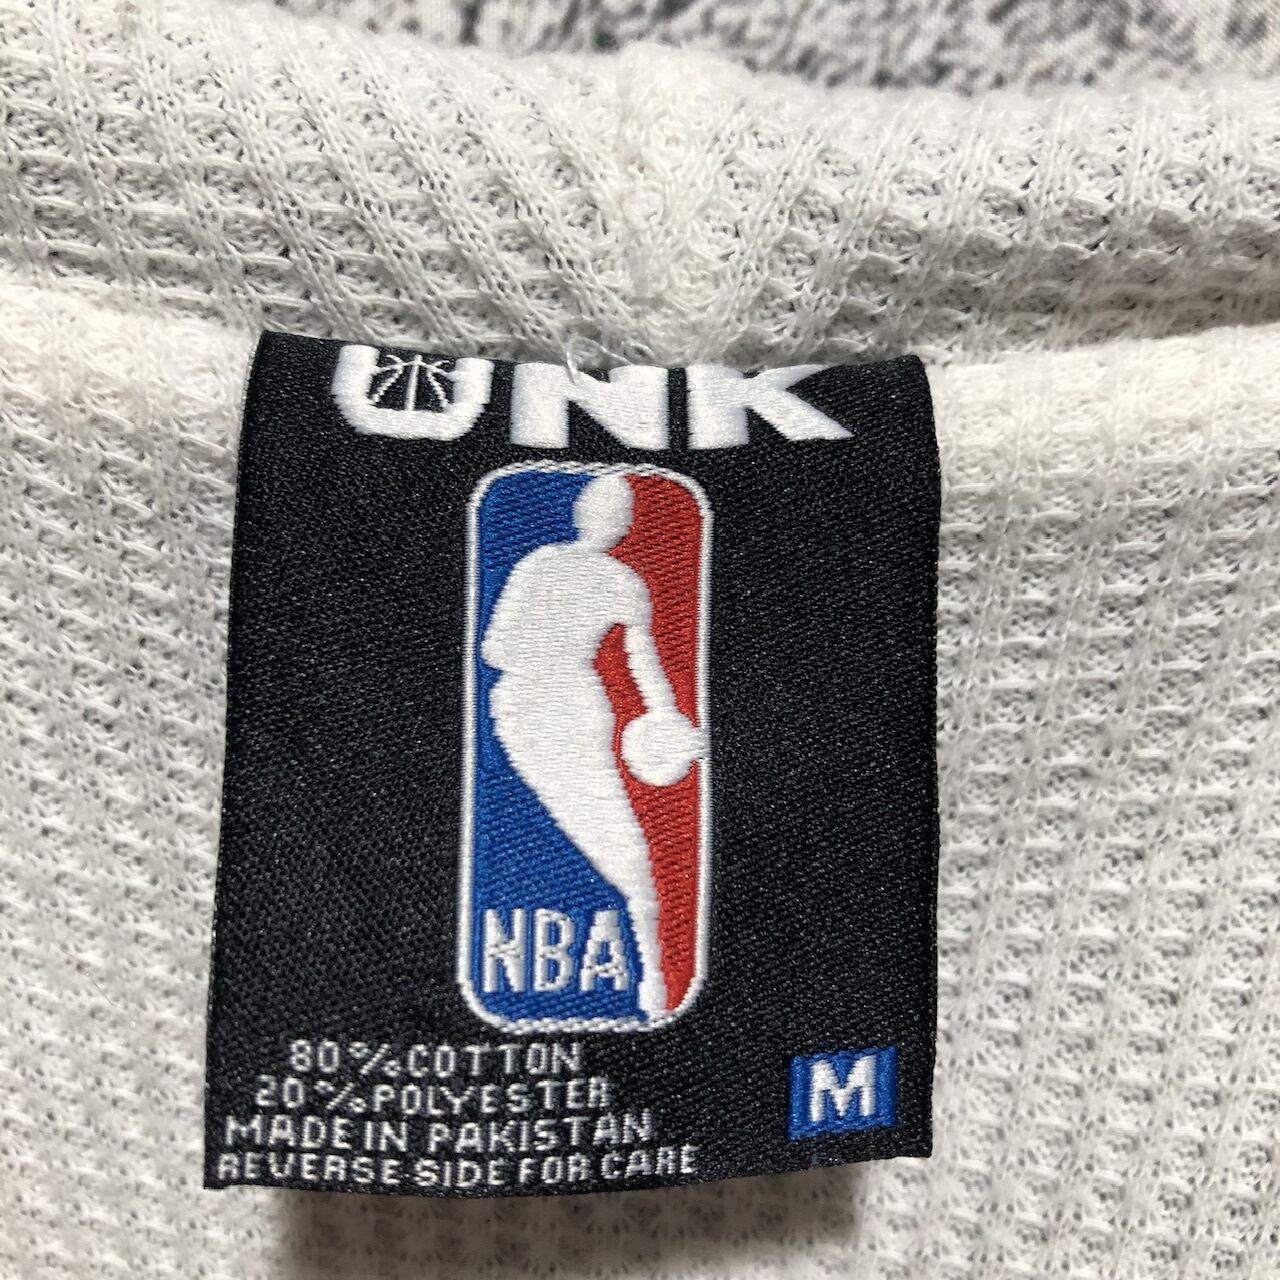 UNK
NBA
80%COTTON
20%POLYESTER
MADE IN PAKISTAN
REVERSE SIDE FOR CARE
M